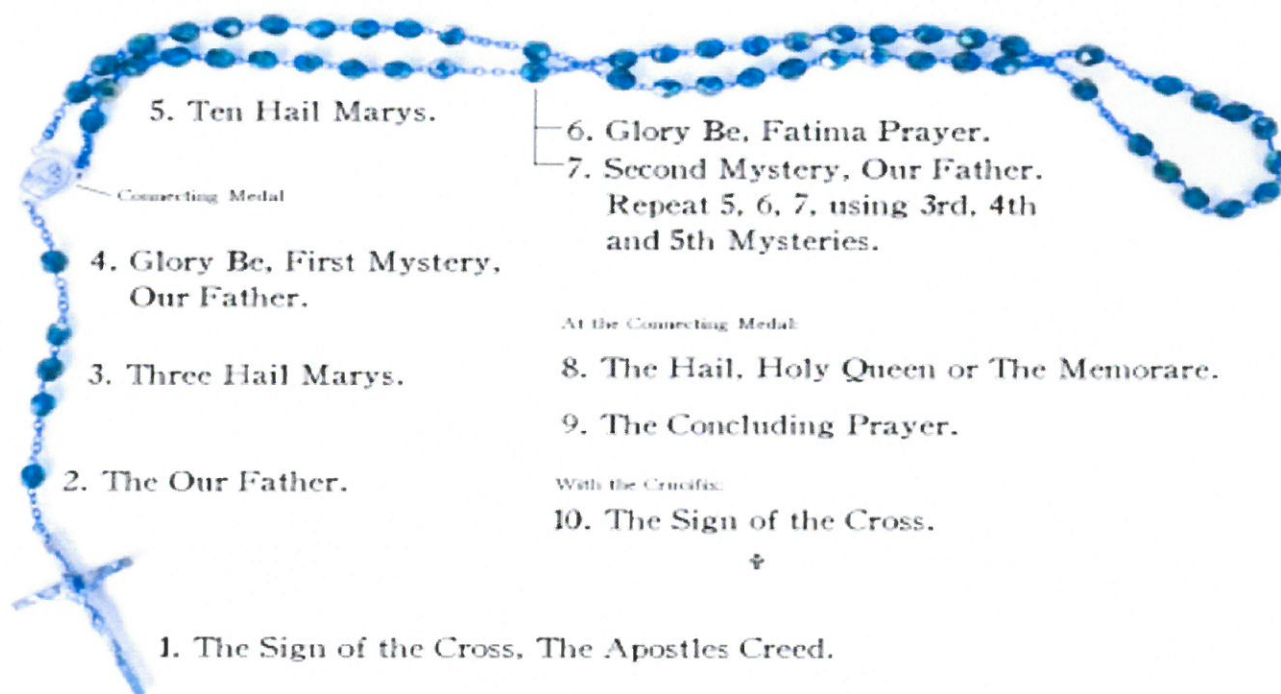 5. Ten Hail Marys.
6. Glory Be, Fatima Prayer.
7. Second Mystery, Our Father.
Repeat 5, 6, 7, using 3rd, 4th
and 5th Mysteries.
Connecting Medal
4. Glory Be, First Mystery,
Our Father.
3. Three Hail Marys.
2. The Our Father.
At the Connecting Medal:
8. The Hail, Holy Queen or The Memorare.
9. The Concluding Prayer.
With the Crucifix:
10. The Sign of the Cross.
1. The Sign of the Cross, The Apostles Creed.